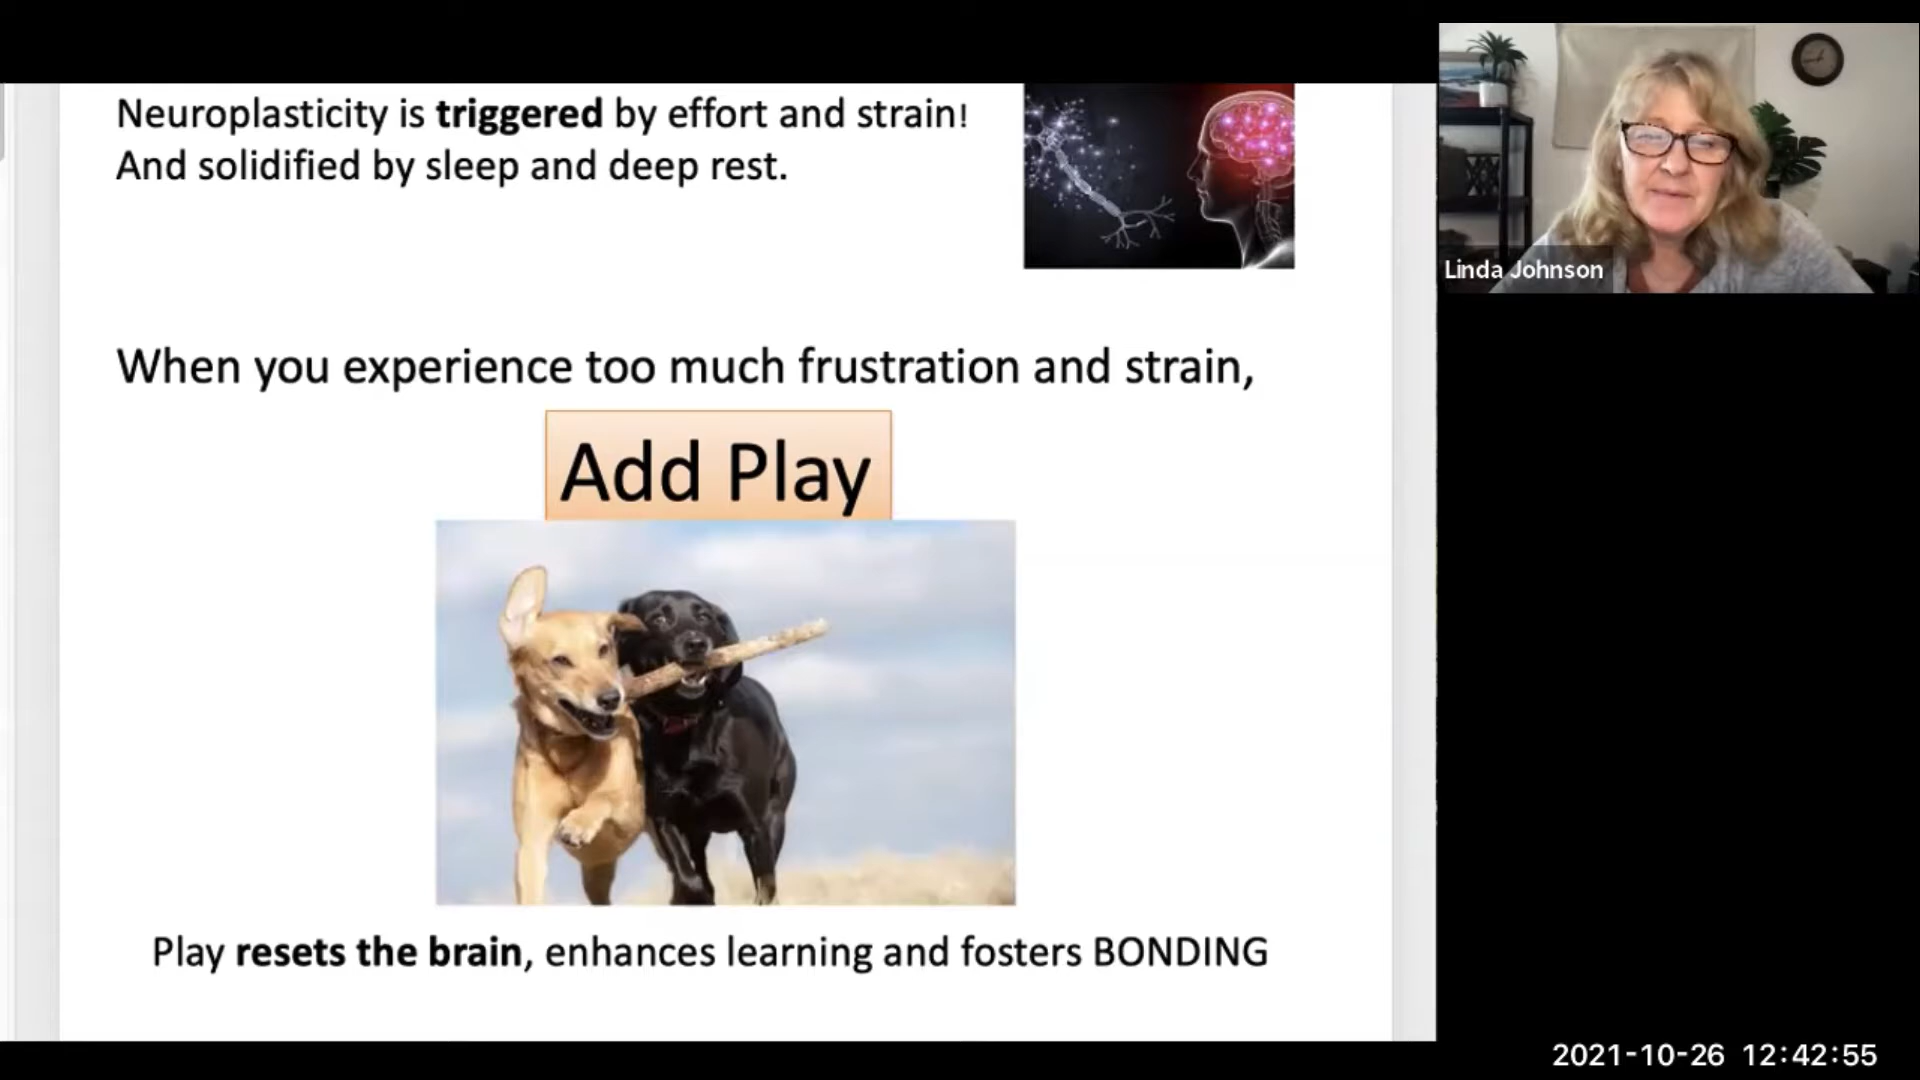 Neuroplasticity is triggered by effort and strain!
And solidified by sleep and deep rest.
When you experience too much frustration and strain,
Add Play
Play resets the brain, enhances learning and fosters BONDING
Linda Johnson
2021-10-26 12:42:55